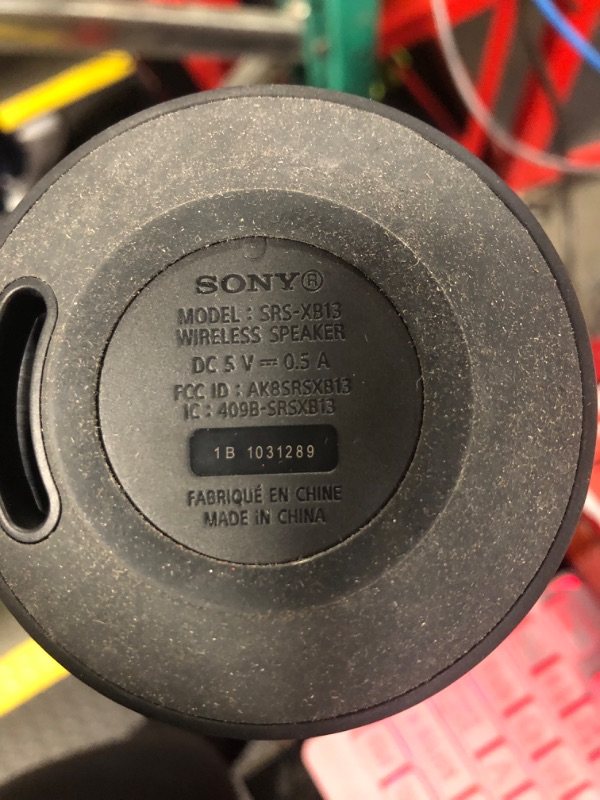 SONY®
MODEL : SRS-XB13
WIRELESS SPEAKER
DC 5 V ⎓ 0.5 A
FCC ID : AK8SRSXB13
IC : 409B-SRSXB13
1B 1031289
FABRIQUÉ EN CHINE
MADE IN CHINA